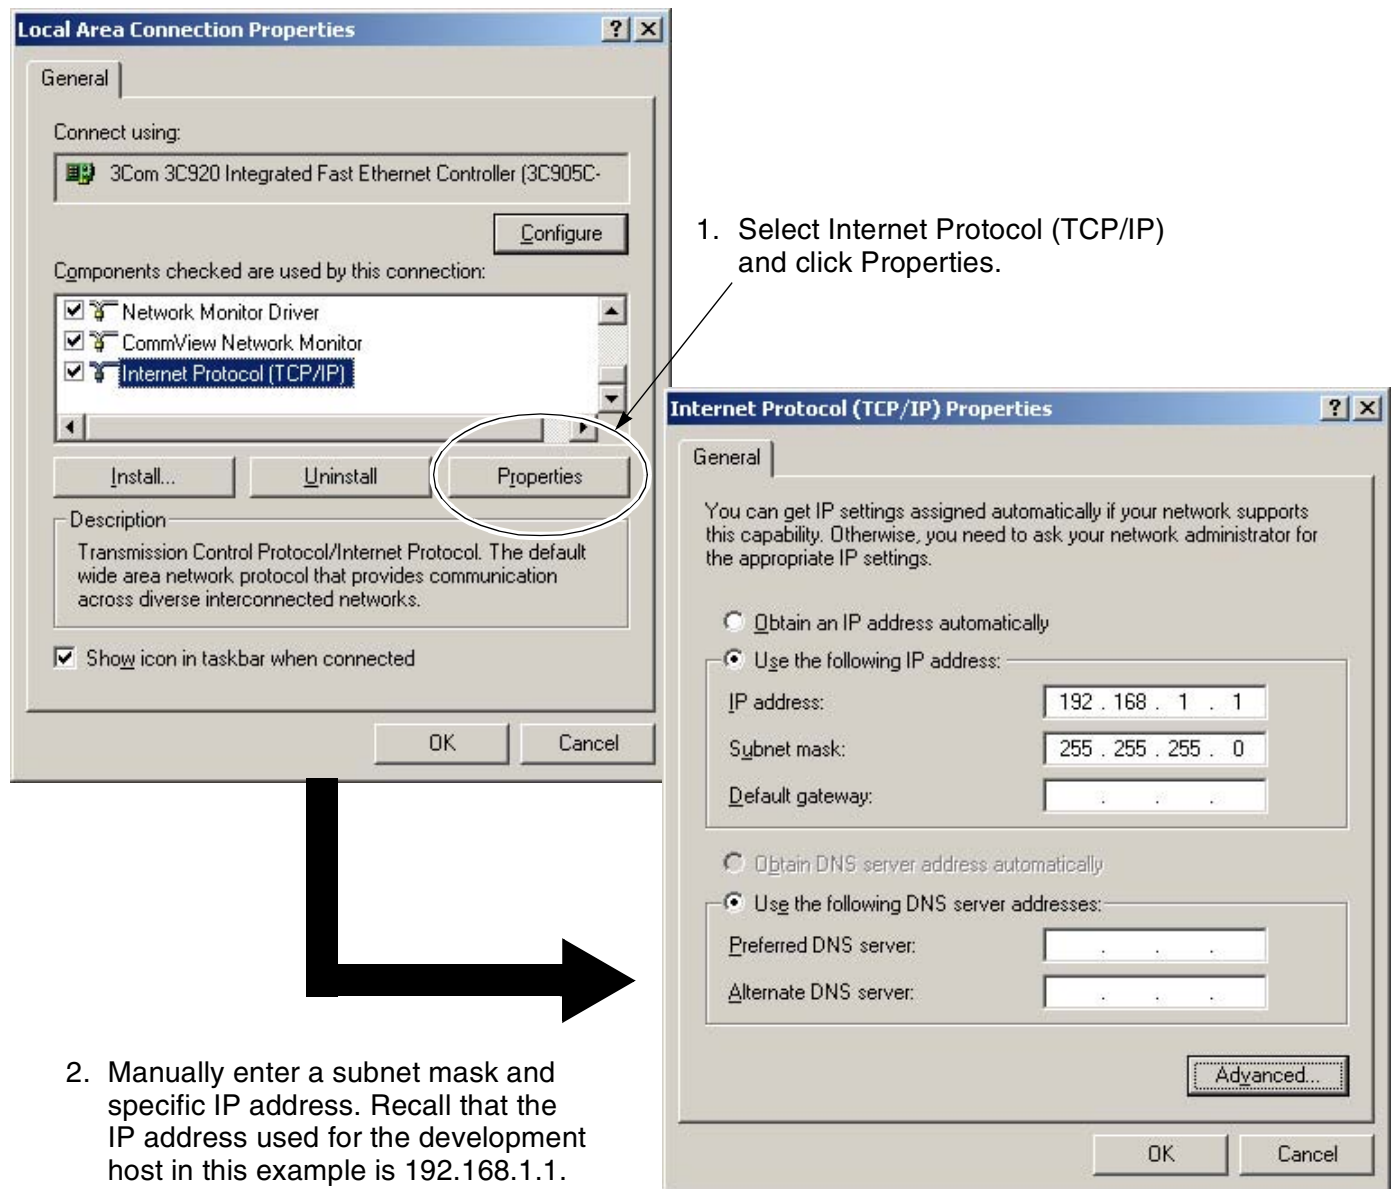 Local Area Connection Properties
General
Connect using:
3Com 3C920 Integrated Fast Ethernet Controller (3C905C-
Configure
Components checked are used by this connection:
Network Monitor Driver
CommView Network Monitor
Internet Protocol (TCP/IP)
Install...
Uninstall
Properties
Description
Transmission Control Protocol/Internet Protocol. The default
wide area network protocol that provides communication
across diverse interconnected networks.
Show icon in taskbar when connected
OK
Cancel
1. Select Internet Protocol (TCP/IP)
and click Properties.
Internet Protocol (TCP/IP) Properties
General
You can get IP settings assigned automatically if your network supports
this capability. Otherwise, you need to ask your network administrator for
the appropriate IP settings.
Obtain an IP address automatically
Use the following IP address:
IP address:
192 . 168 . 1 . 1
Subnet mask:
255 . 255 . 255 . 0
Default gateway:
. . .
Obtain DNS server address automatically
Use the following DNS server addresses:
Preferred DNS server:
. . .
Alternate DNS server:
. . .
Advanced...
OK
Cancel
2. Manually enter a subnet mask and
specific IP address. Recall that the
IP address used for the development
host in this example is 192.168.1.1.